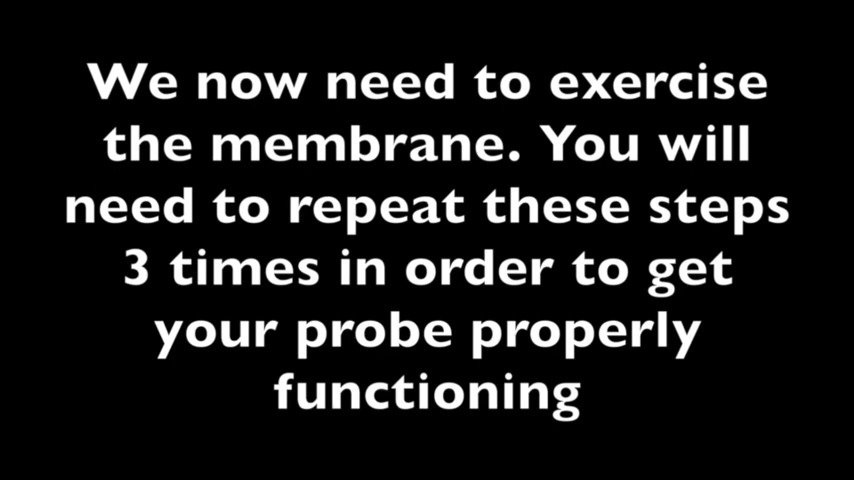 We now need to exercise
the membrane. You will
need to repeat these steps
3 times in order to get
your probe properly
functioning